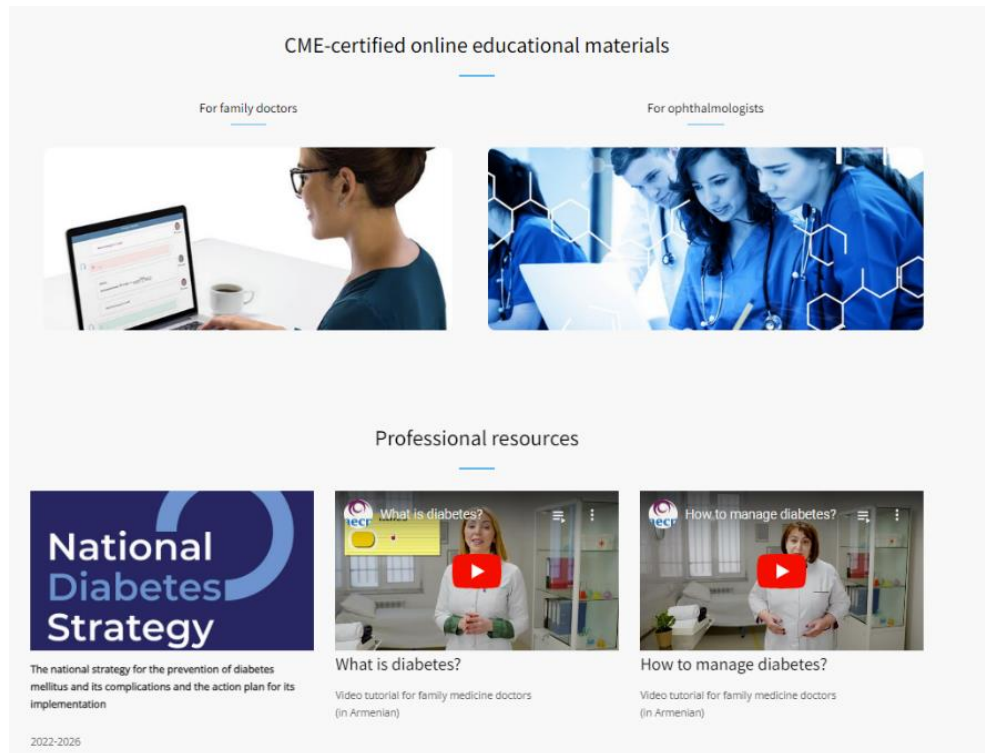 CME-certified online educational materials
For family doctors
For ophthalmologists
Professional resources
National
Diabetes
Strategy
aecp
What is diabetes?
aecp
How to manage diabetes?
The national strategy for the prevention of diabetes
mellitus and its complications and the action plan for its
implementation
2022-2026
What is diabetes?
Video tutorial for family medicine doctors
(in Armenian)
How to manage diabetes?
Video tutorial for family medicine doctors
(in Armenian)